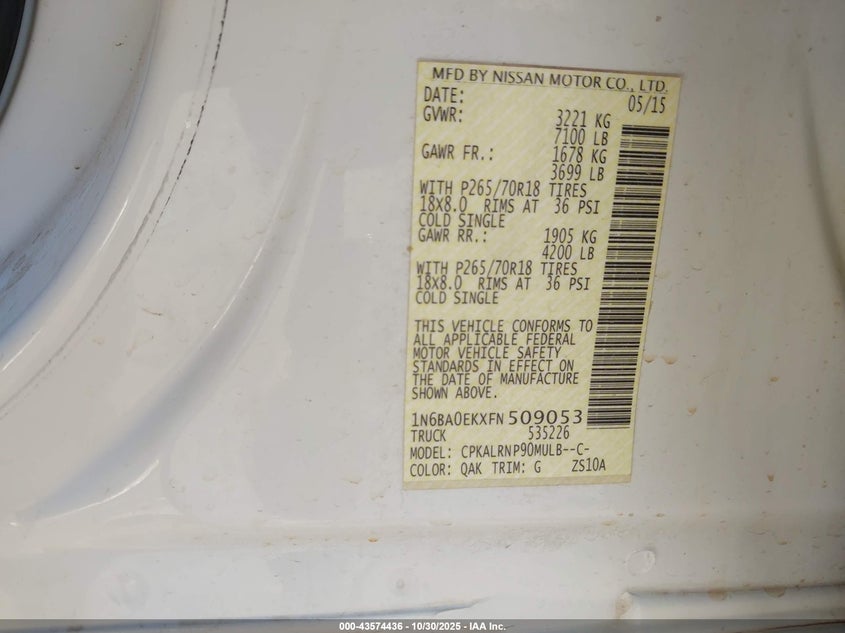 MFD BY NISSAN MOTOR CO., LTD.
DATE: 05/15
GVWR: 3221 KG
7100 LB
GAWR FR.: 1678 KG
3699 LB
WITH P265/70R18 TIRES
18X8.0 RIMS AT 36 PSI
COLD SINGLE
GAWR RR.: 1905 KG
4200 LB
WITH P265/70R18 TIRES
18X8.0 RIMS AT 36 PSI
COLD SINGLE
THIS VEHICLE CONFORMS TO
ALL APPLICABLE FEDERAL
MOTOR VEHICLE SAFETY
STANDARDS IN EFFECT ON
THE DATE OF MANUFACTURE
SHOWN ABOVE.
1N6BA0EKXFN 509053
TRUCK 535226
MODEL: CPKALRNP90MULB--C-
COLOR: QAK TRIM: G ZS10A
000-43574436 - 10/30/2025 - IAA Inc.